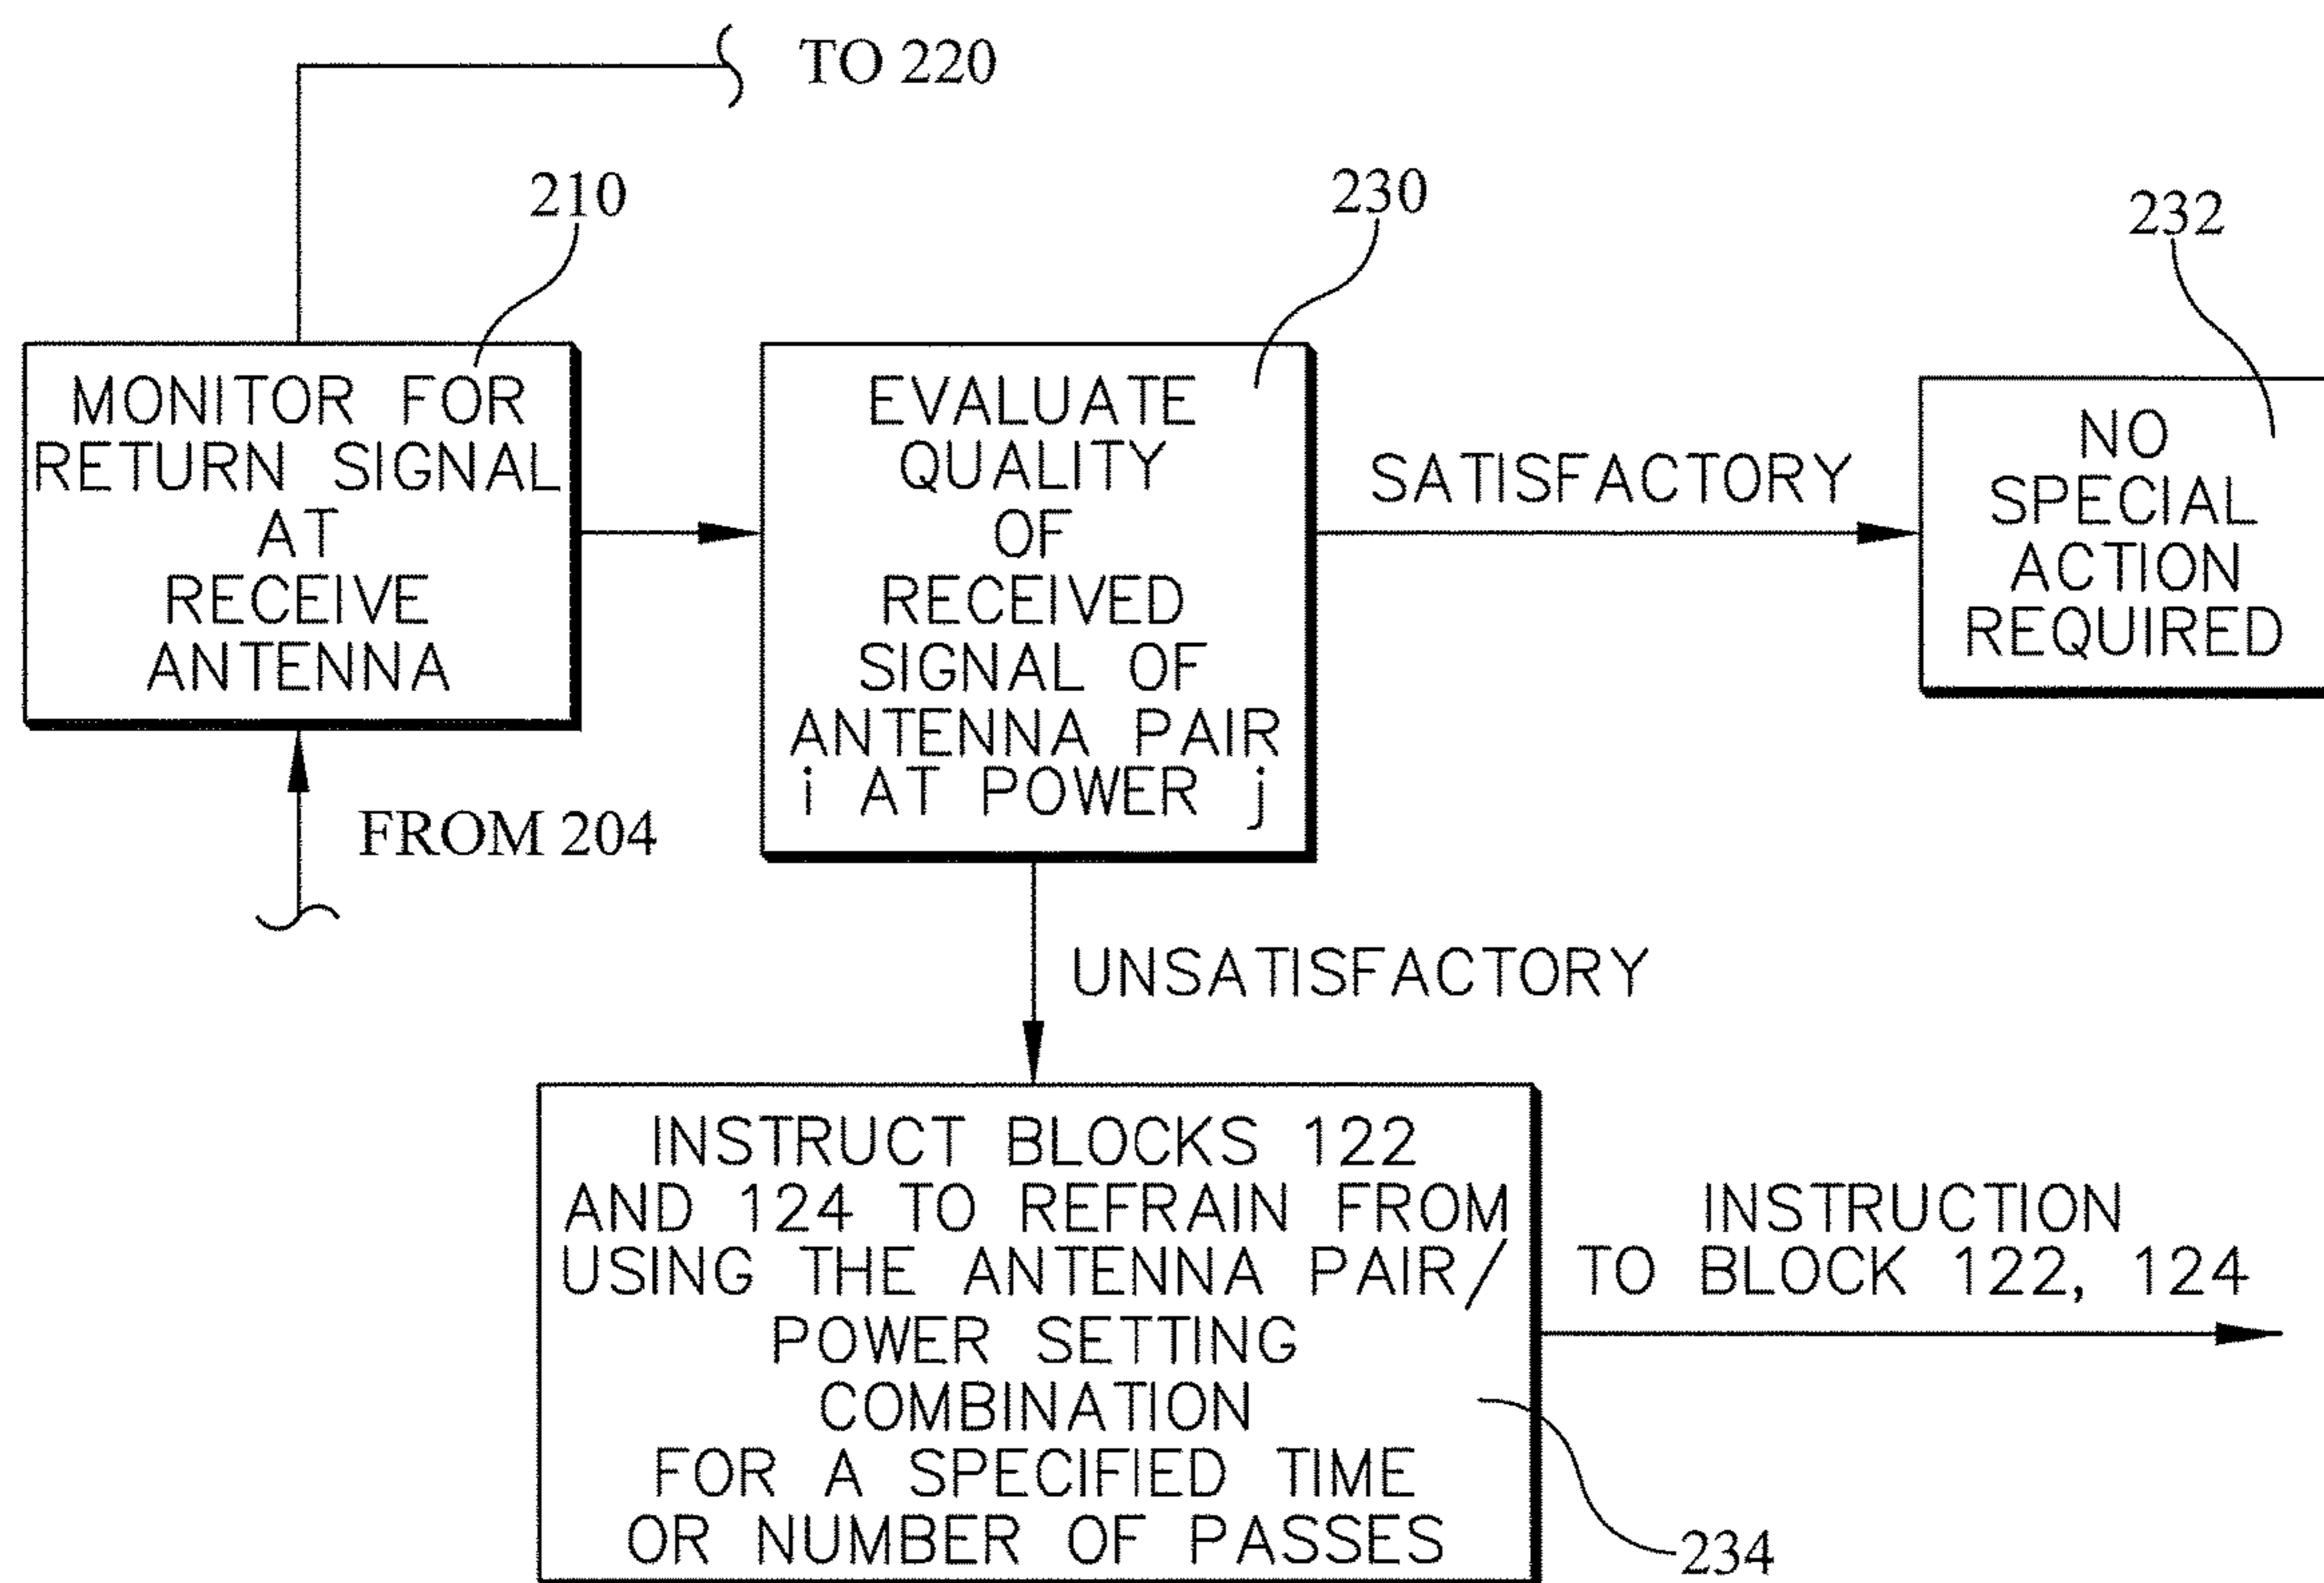 TO 220
210
230
232
MONITOR FOR
RETURN SIGNAL
AT
RECEIVE
ANTENNA
EVALUATE
QUALITY
OF
RECEIVED
SIGNAL OF
ANTENNA PAIR
i AT POWER j
SATISFACTORY
NO
SPECIAL
ACTION
REQUIRED
FROM 204
UNSATISFACTORY
INSTRUCT BLOCKS 122
AND 124 TO REFRAIN FROM
USING THE ANTENNA PAIR/
POWER SETTING
COMBINATION
FOR A SPECIFIED TIME
OR NUMBER OF PASSES
INSTRUCTION
TO BLOCK 122, 124
234